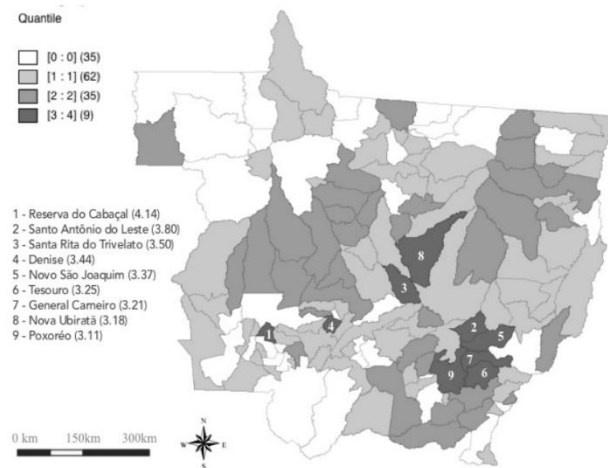 Quantile
[0 : 0] (35)
[1 : 1] (62)
[2 : 2] (35)
[3 : 4] (9)
1 - Reserva do Cabaçal (4.14)
2 - Santo Antônio do Leste (3.80)
3 - Santa Rita do Trivelato (3.50)
4 - Denise (3.44)
5 - Novo São Joaquim (3.37)
6 - Tesouro (3.25)
7 - General Carneiro (3.21)
8 - Nova Ubiratã (3.18)
9 - Poxoréo (3.11)
8
3
1
4
2
5
7
9
6
N
W
E
S
0 km 150km 300km